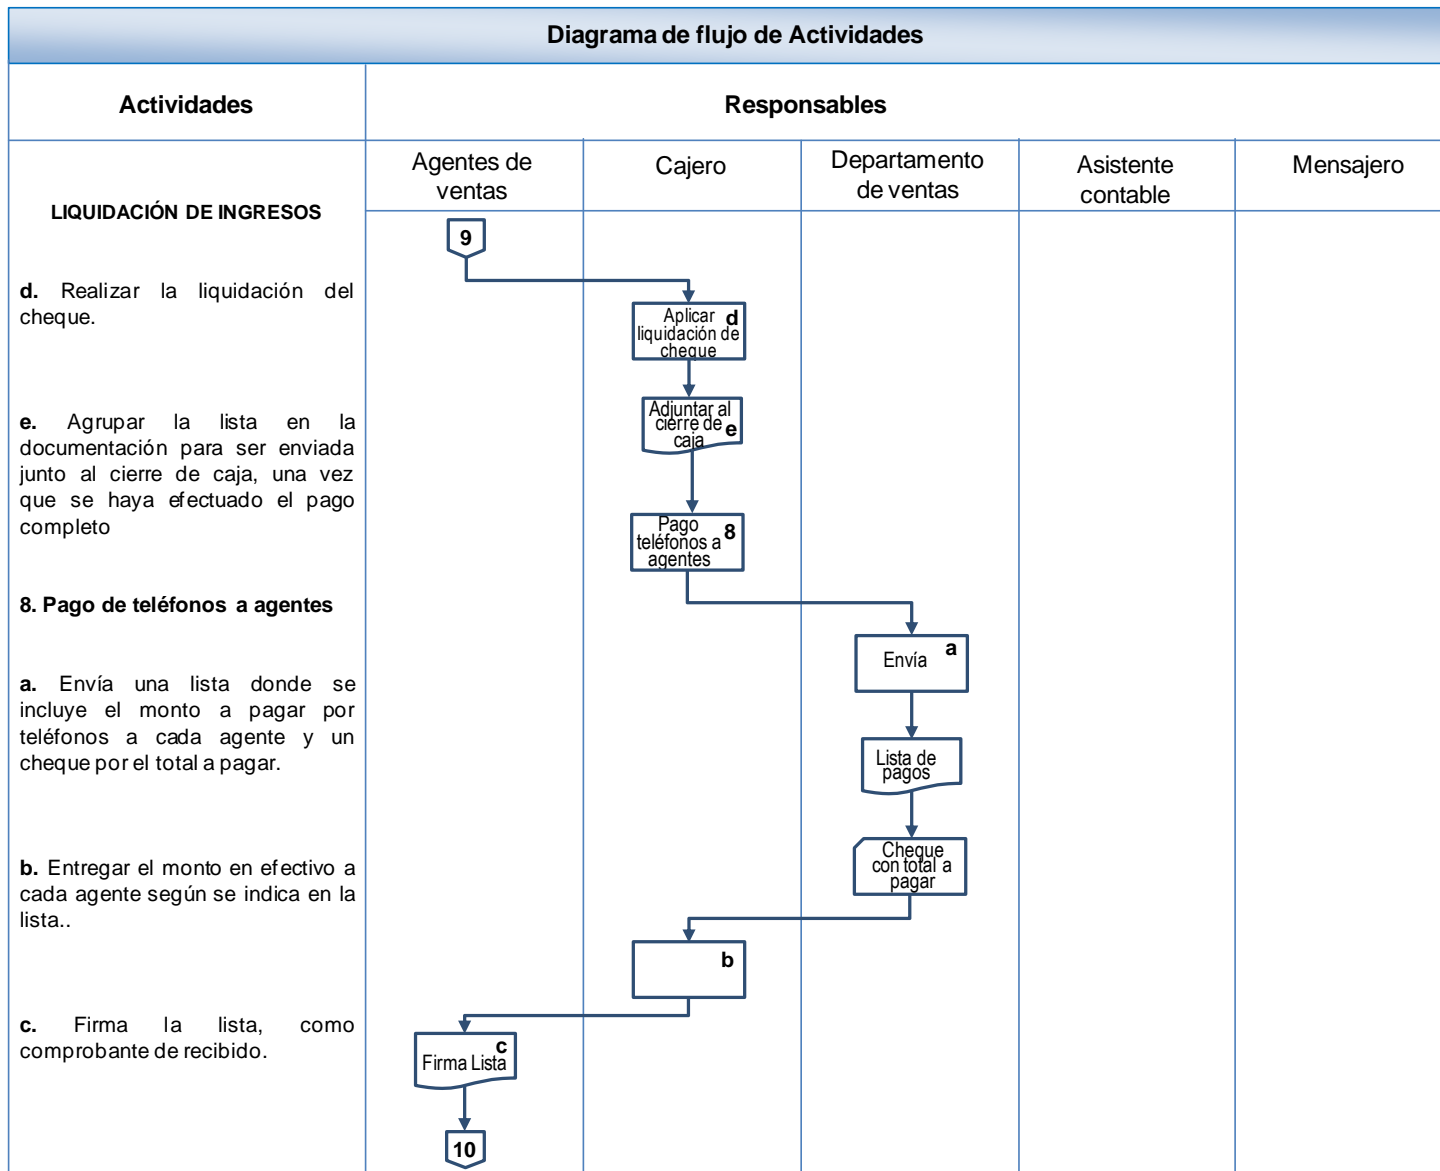 Diagrama de flujo de Actividades
Actividades
Responsables
Agentes de
ventas
Cajero
Departamento
de ventas
Asistente
contable
Mensajero
LIQUIDACIÓN DE INGRESOS
d. Realizar la liquidación del
cheque.
e. Agrupar la lista en la
documentación para ser enviada
junto al cierre de caja, una vez
que se haya efectuado el pago
completo
8. Pago de teléfonos a agentes
a. Envía una lista donde se
incluye el monto a pagar por
teléfonos a cada agente y un
cheque por el total a pagar.
b. Entregar el monto en efectivo a
cada agente según se indica en la
lista..
c. Firma la lista, como
comprobante de recibido.
9
Aplicar d
liquidación de
cheque
Adjuntar al
cierre de e
caja
Pago 8
teléfonos a
agentes
Envía a
Lista de
pagos
Cheque
con total a
pagar
b
c
Firma Lista
10